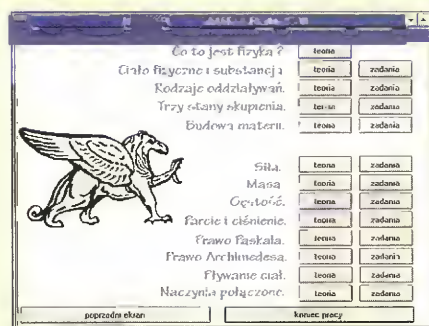 Co to jest fizyka ? teoria
Ciało fizyczne i substancja teoria zadania
Rodzaje oddziaływań. teoria zadania
Trzy stany skupienia. teoria zadania
Budowa materii. teoria zadania
Siła. teoria zadania
Masa teoria zadania
Gęstość. teoria zadania
Parcie i ciśnienie. teoria zadania
Prawo Paskala. teoria zadania
Prawo Archimedesa. teoria zadania
Pływanie ciał. teoria zadania
Naczynia połączone. teoria zadania
poprzedni ekran koniec pracy